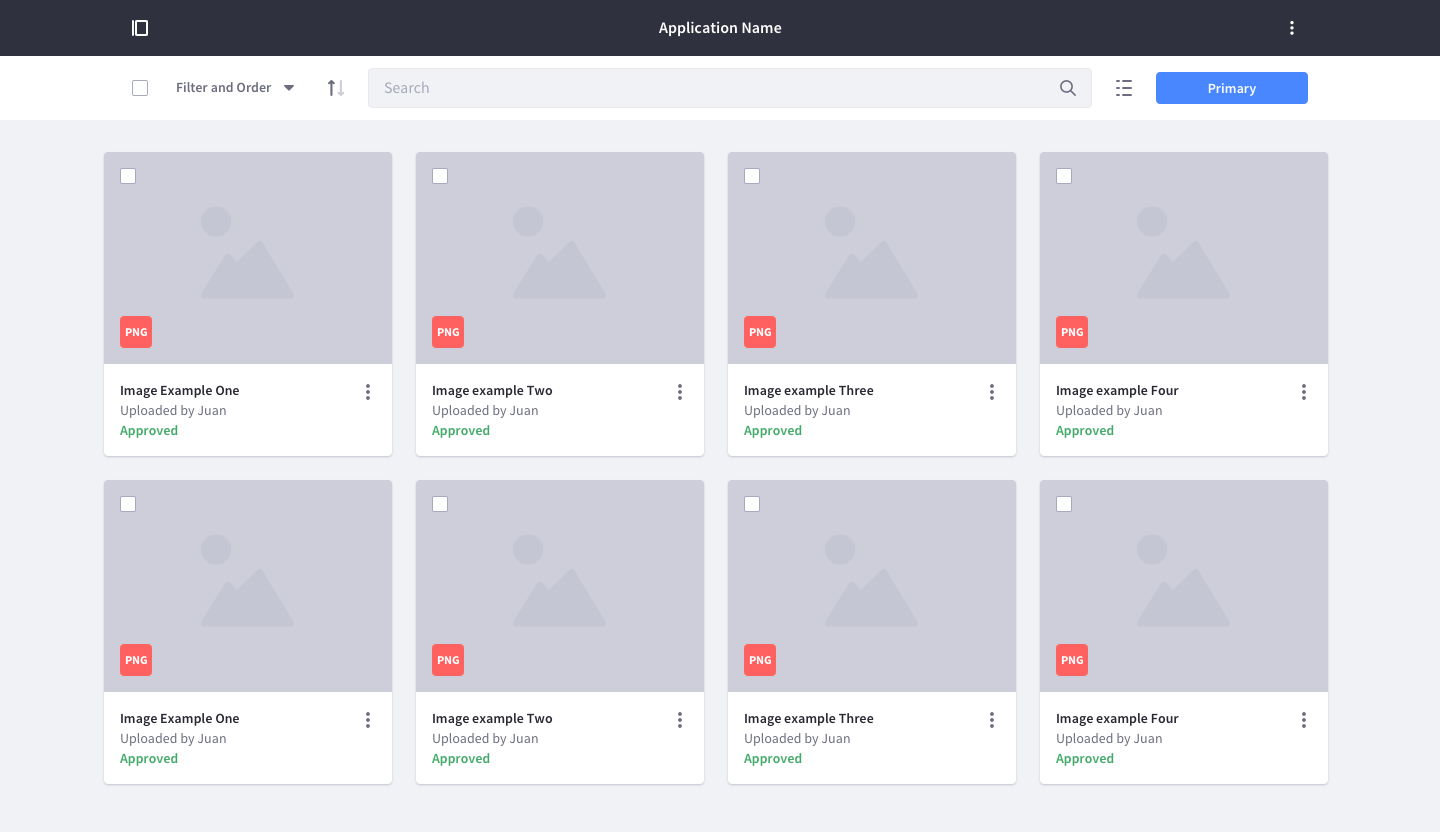 Application Name
Filter and Order
Search
Primary
PNG
PNG
PNG
PNG
Image Example One
Uploaded by Juan
Approved
Image example Two
Uploaded by Juan
Approved
Image example Three
Uploaded by Juan
Approved
Image example Four
Uploaded by Juan
Approved
PNG
PNG
PNG
PNG
Image Example One
Uploaded by Juan
Approved
Image example Two
Uploaded by Juan
Approved
Image example Three
Uploaded by Juan
Approved
Image example Four
Uploaded by Juan
Approved